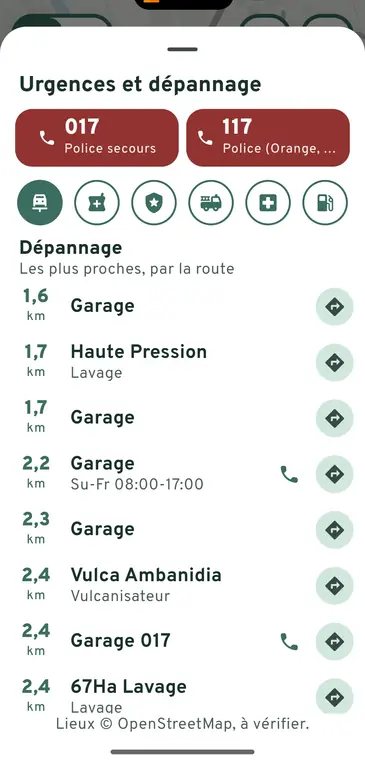 Urgences et dépannage
017
Police secours
117
Police (Orange, ...
Dépannage
Les plus proches, par la route
1,6
km
Garage
1,7
km
Haute Pression
Lavage
1,7
km
Garage
2,2
km
Garage
Su-Fr 08:00-17:00
2,3
km
Garage
2,4
km
Vulca Ambanidia
Vulcanisateur
2,4
km
Garage 017
2,4
km
67Ha Lavage
Lavage
Lieux © OpenStreetMap, à vérifier.